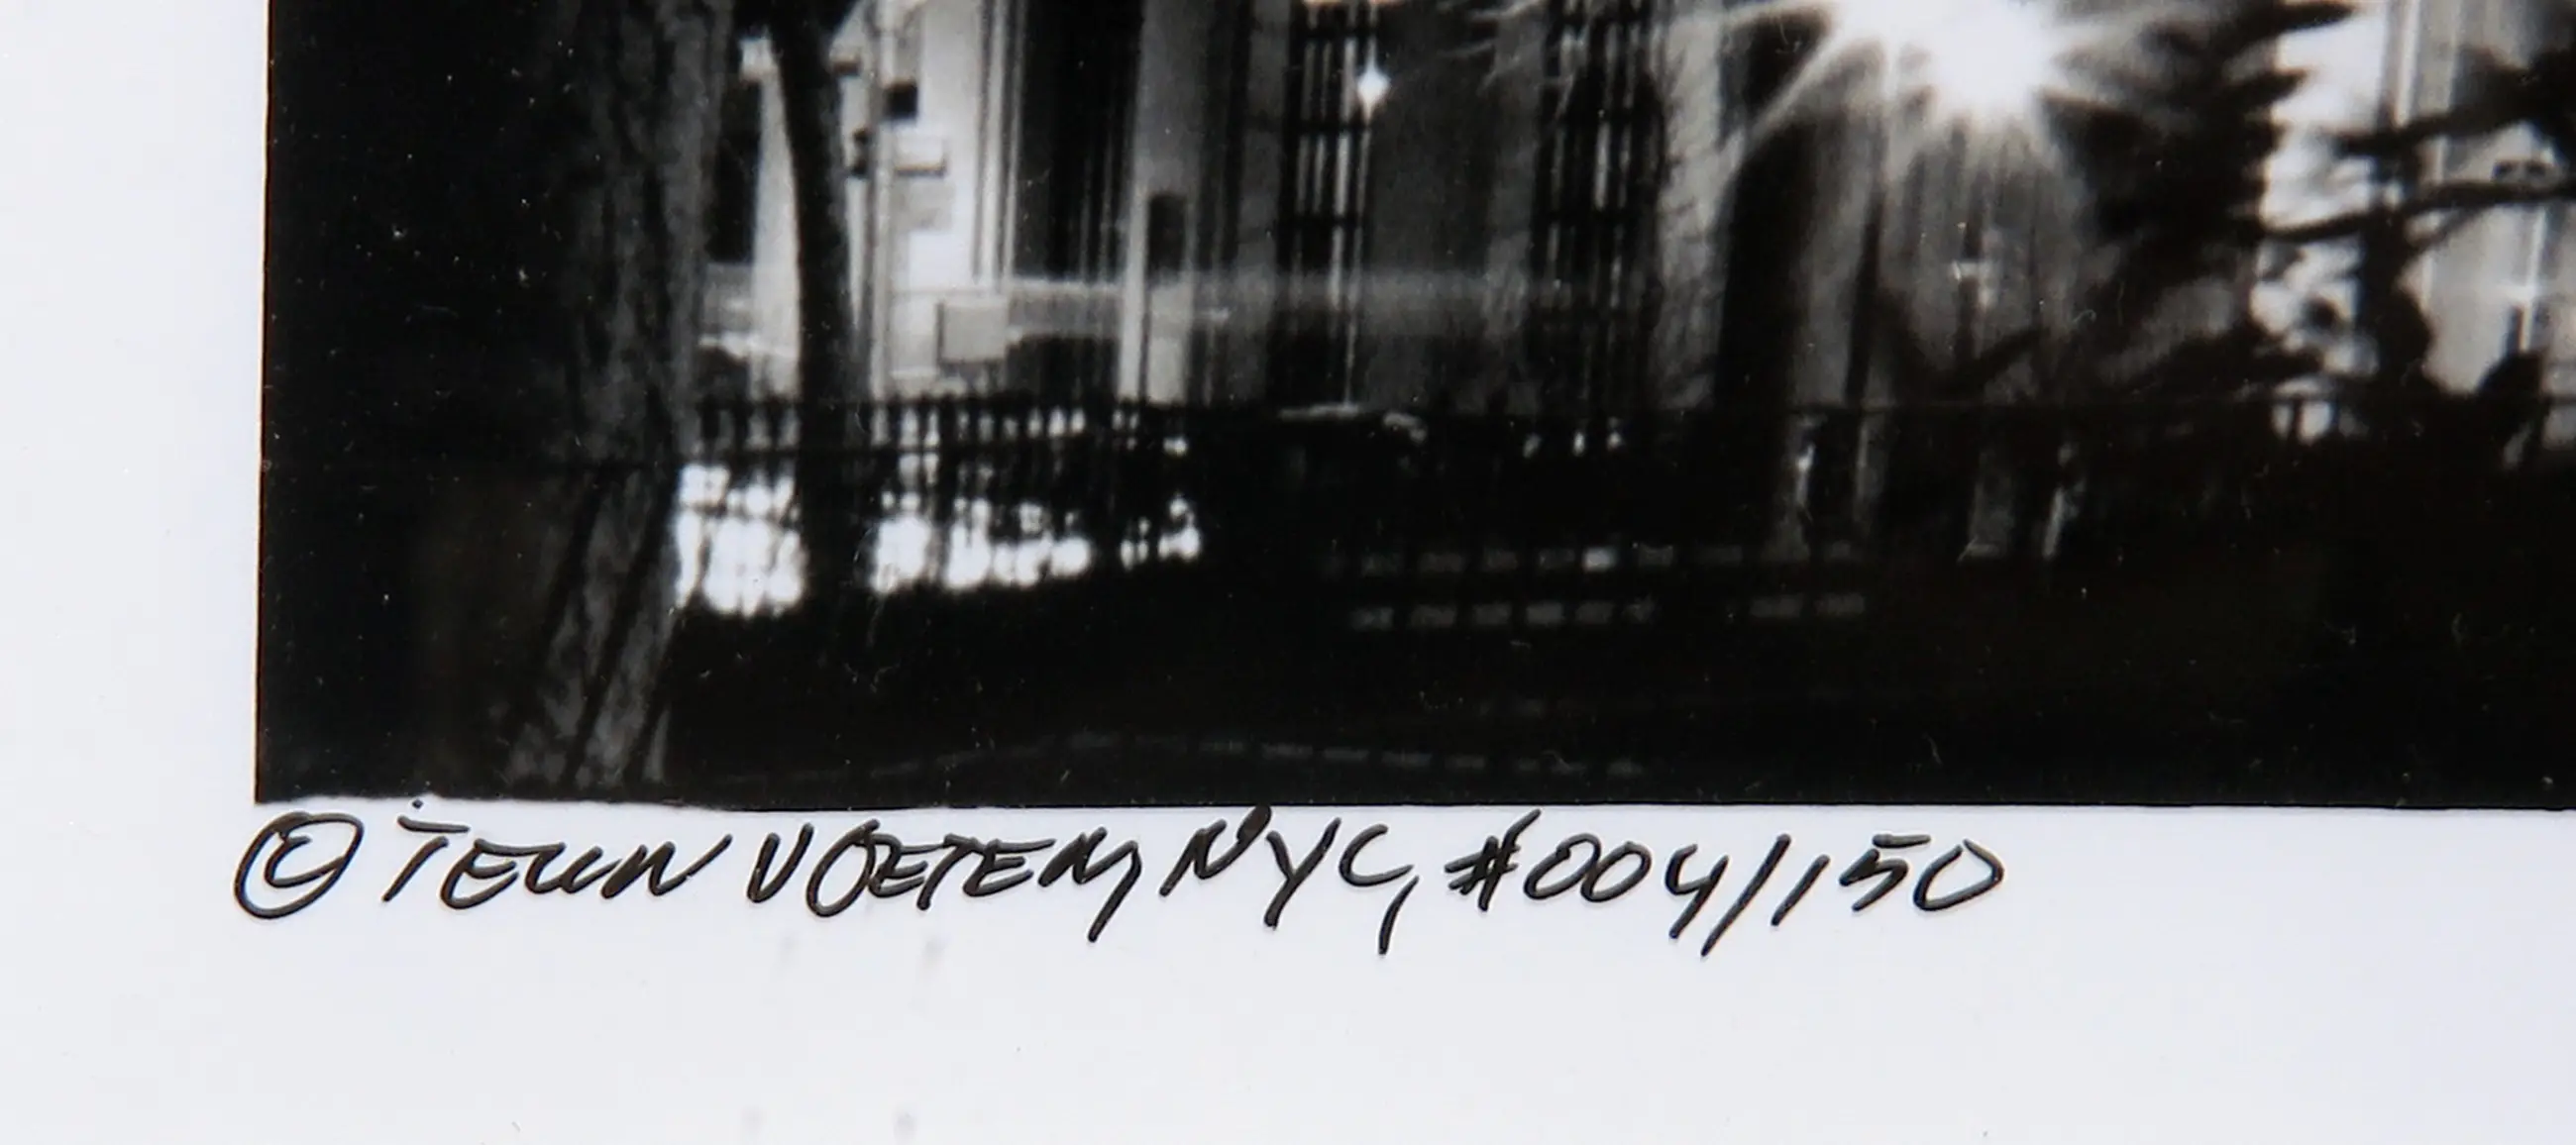 © TEUN VOETEN, NYC, #004/150